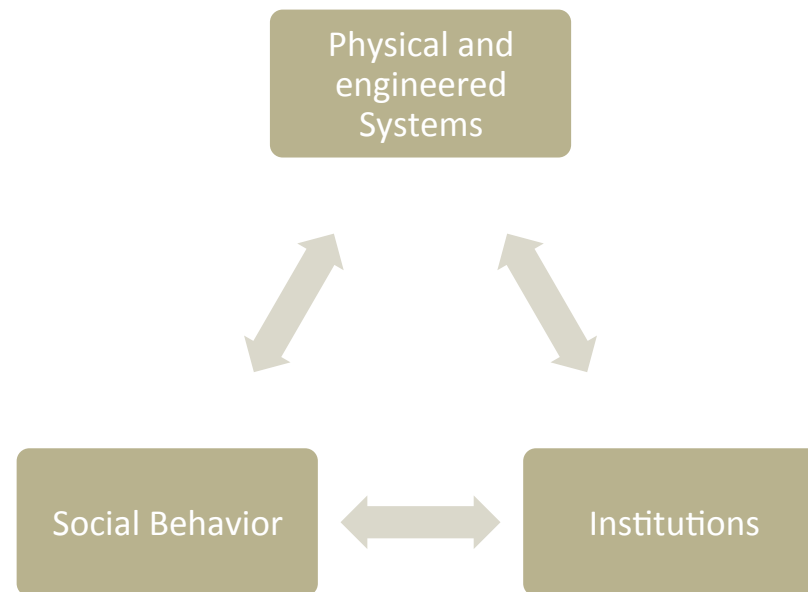 Physical and
engineered
Systems
Social Behavior
Institutions